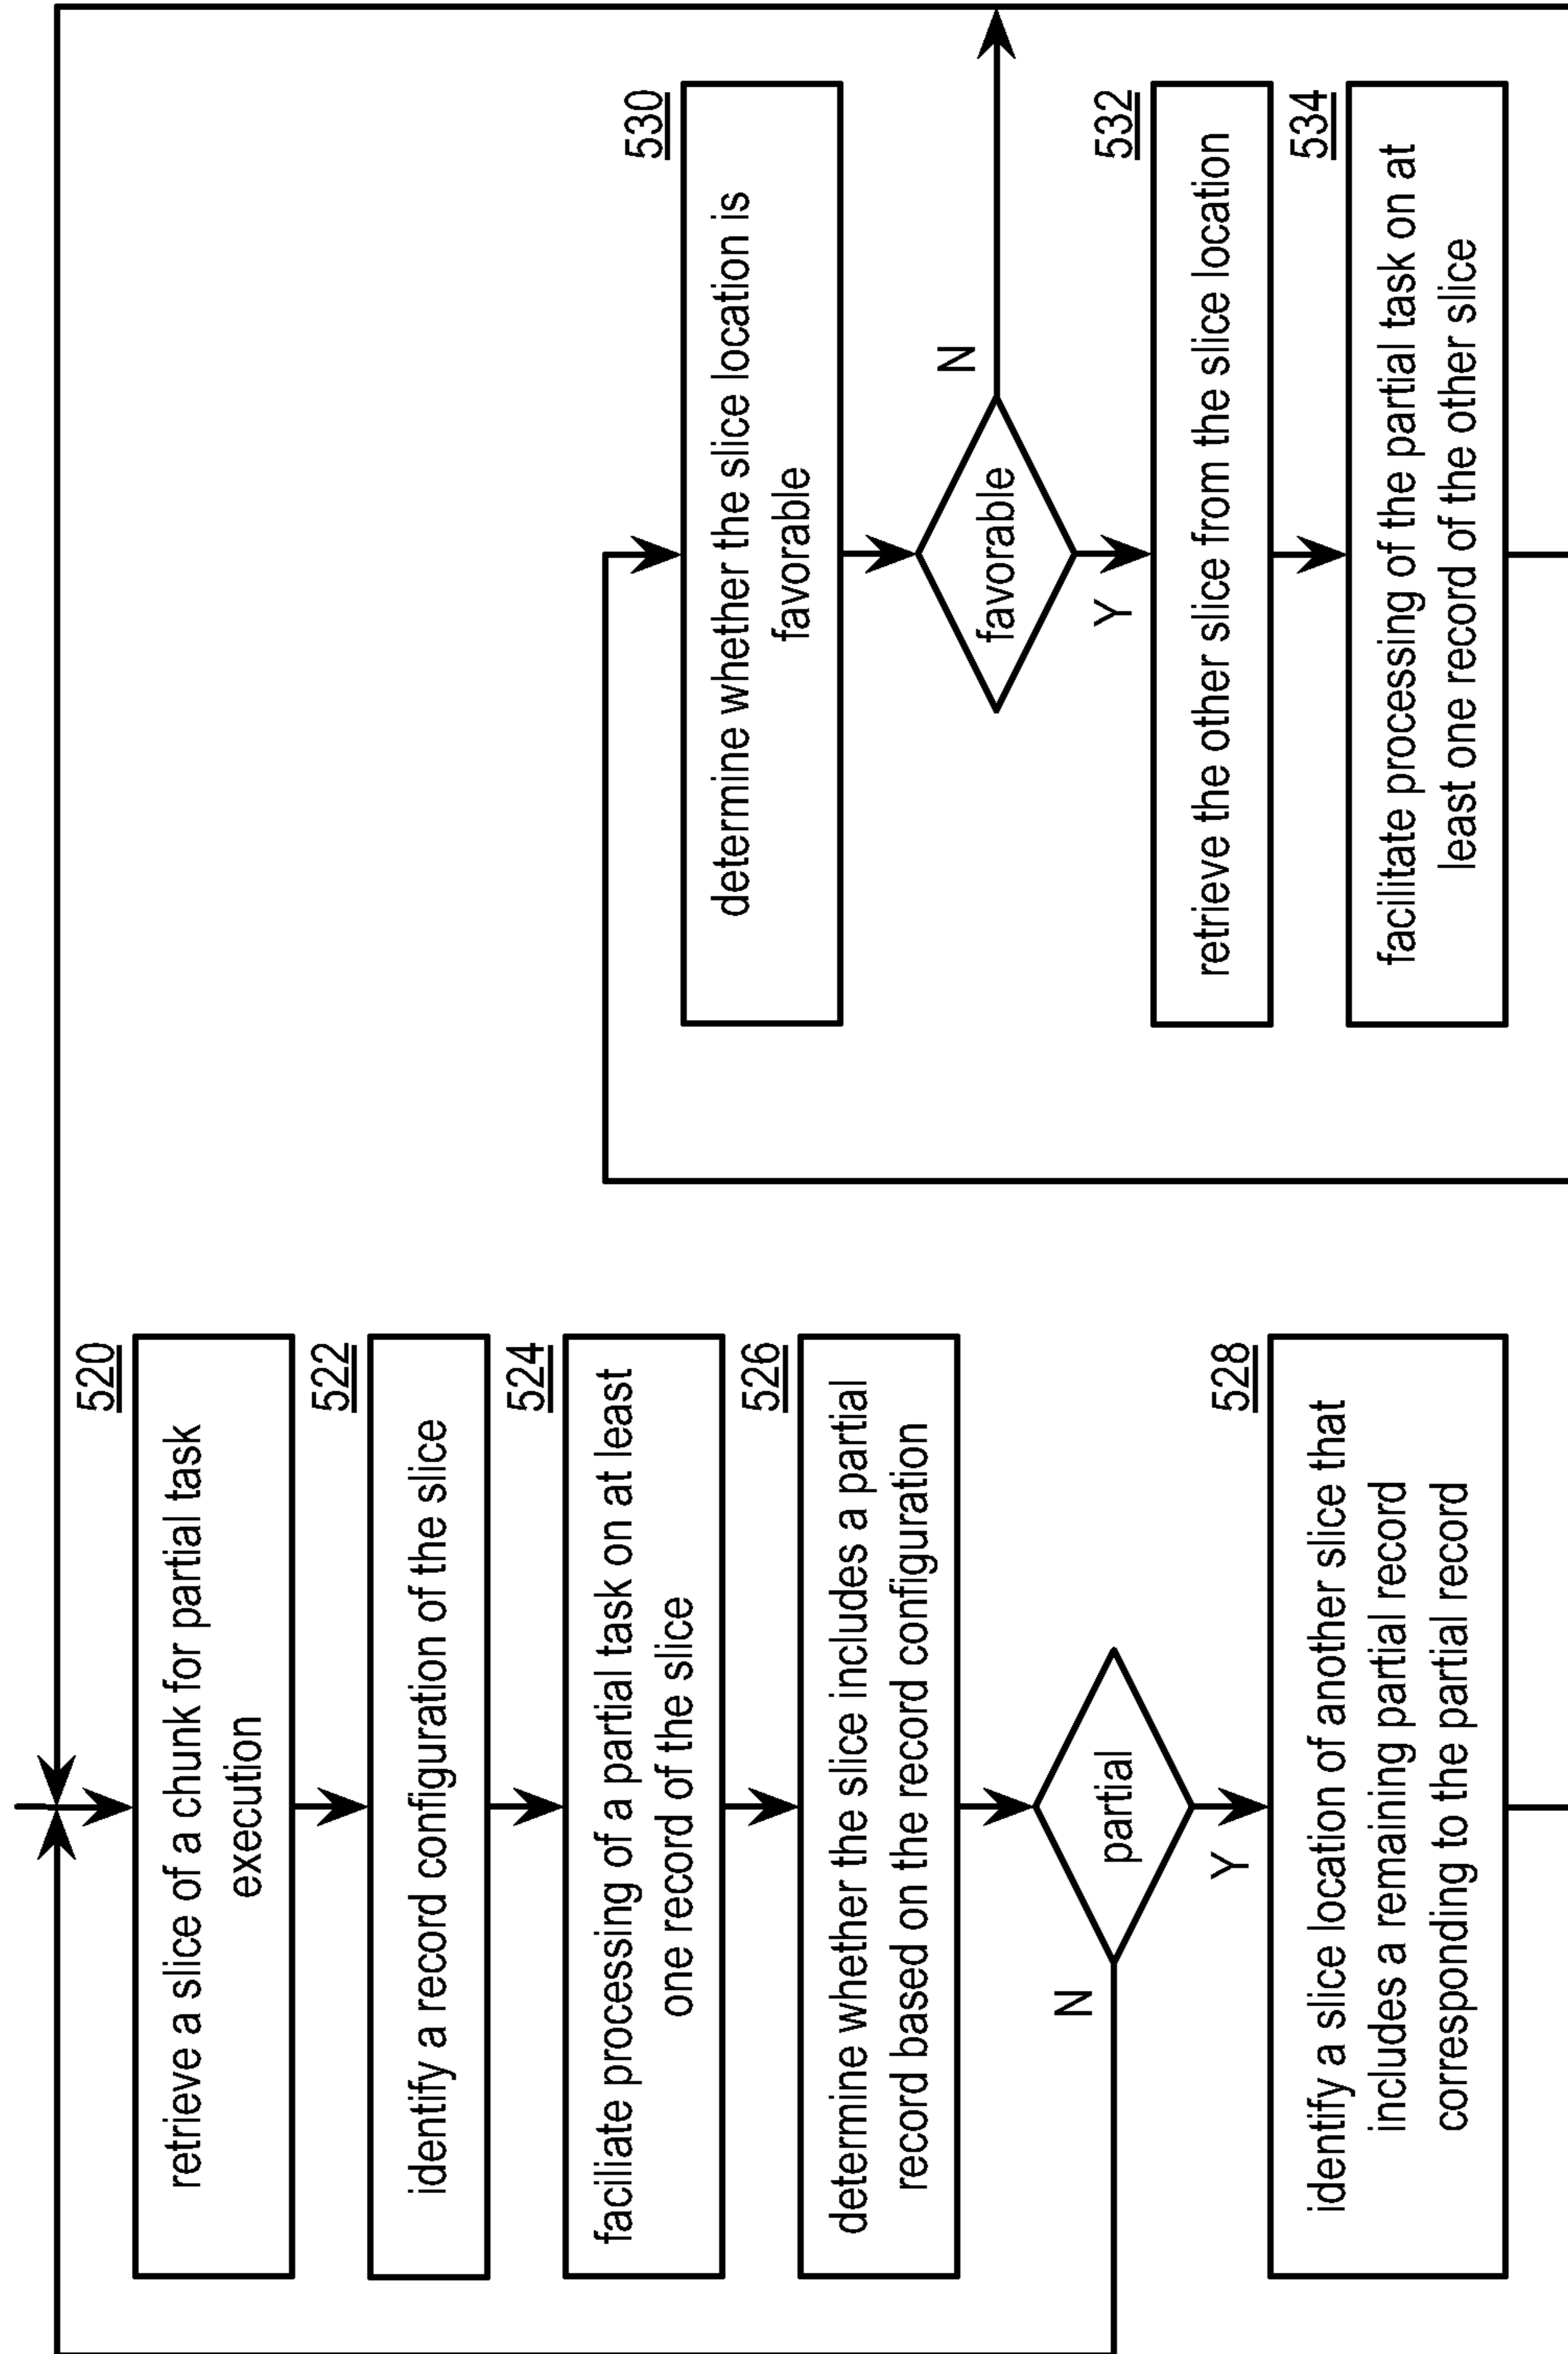 520
retrieve a slice of a chunk for partial task
execution
522
identify a record configuration of the slice
524
faciliate processing of a partial task on at least
one record of the slice
526
determine whether the slice includes a partial
record based on the record configuration
N
partial
Y
528
identify a slice location of another slice that
includes a remaining partial record
corresponding to the partial record
530
determine whether the slice location is
favorable
favorable
N
Y
532
retrieve the other slice from the slice location
534
facilitate processing of the partial task on at
least one record of the other slice